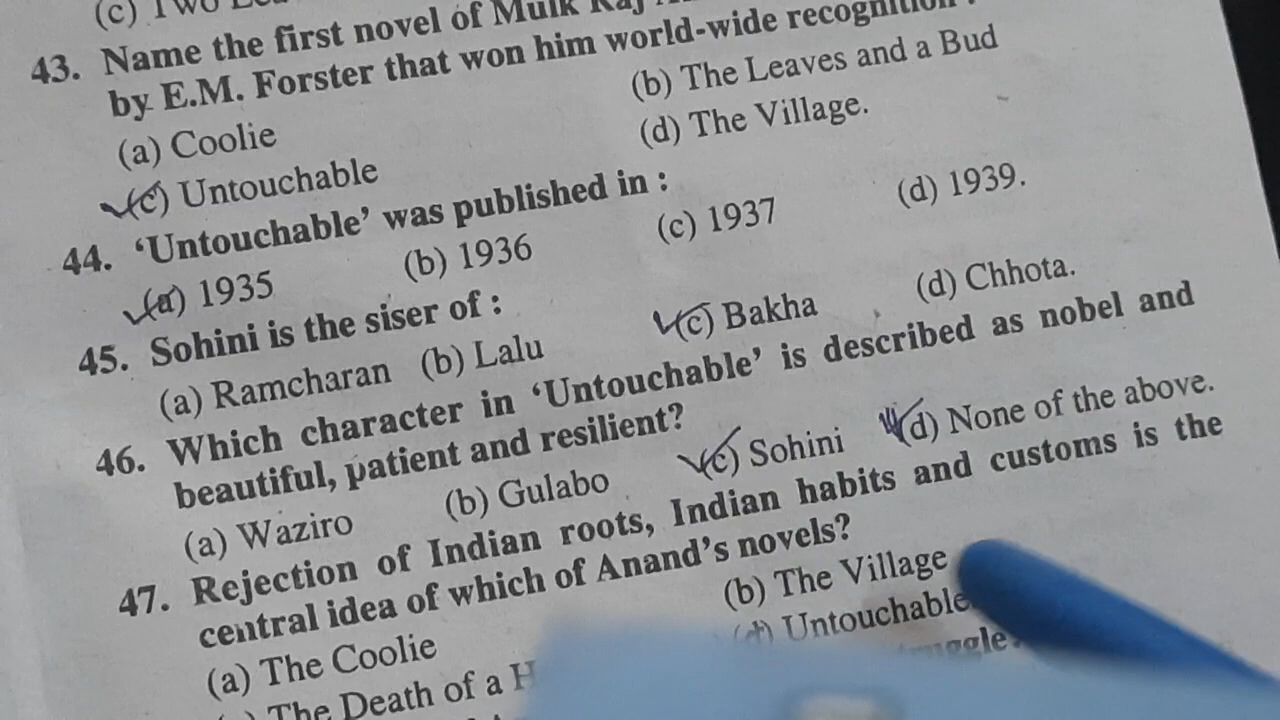 (c) Two
43. Name the first novel of Mulk Raj
by E.M. Forster that won him world-wide recognition
(a) Coolie (b) The Leaves and a Bud
(c) Untouchable (d) The Village.
44. ‘Untouchable’ was published in :
(a) 1935 (b) 1936 (c) 1937 (d) 1939.
45. Sohini is the siser of :
(a) Ramcharan (b) Lalu (c) Bakha (d) Chhota.
46. Which character in ‘Untouchable’ is described as nobel and
beautiful, patient and resilient?
(a) Waziro (b) Gulabo (c) Sohini (d) None of the above.
47. Rejection of Indian roots, Indian habits and customs is the
central idea of which of Anand’s novels?
(a) The Coolie (b) The Village
The Death of a (d) Untouchable